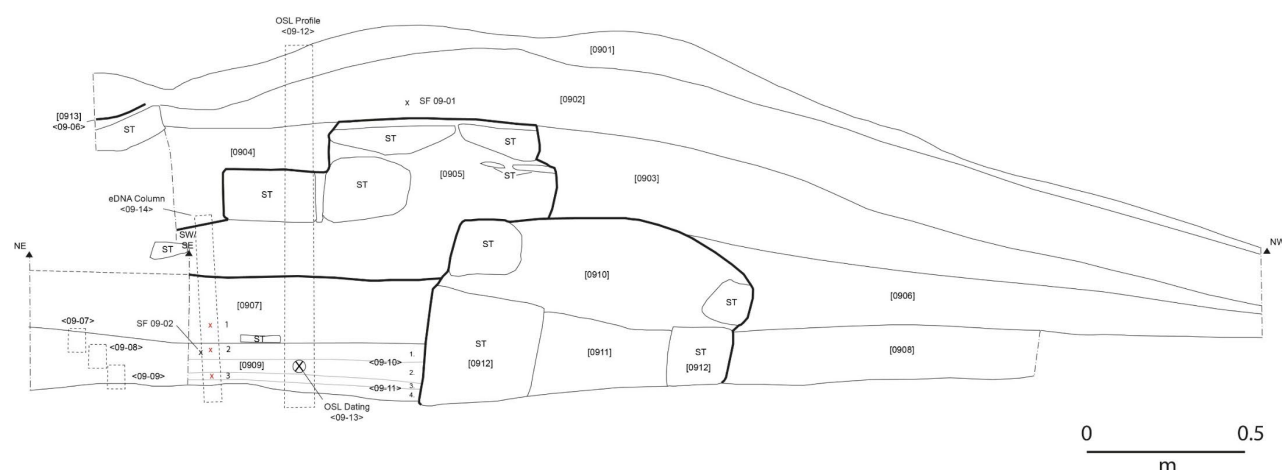 OSL Profile
<09-12>
[0901]
[0902]
x SF 09-01
[0913]
<09-06>
ST
ST
ST
[0904]
[0905]
ST
[0903]
ST
ST
eDNA Column
<09-14>
SW
SE
NE
ST
NW
ST
[0910]
[0906]
ST
[0907]
<09-07>
SF 09-02
x 1
ST
x
x 2
<09-08>
1.
<09-10>
ST
[0912]
[0911]
ST
[0912]
[0908]
[0909]
X
2.
<09-09>
x 3
<09-11>
3.
4.
OSL Dating
<09-13>
0 0.5
m